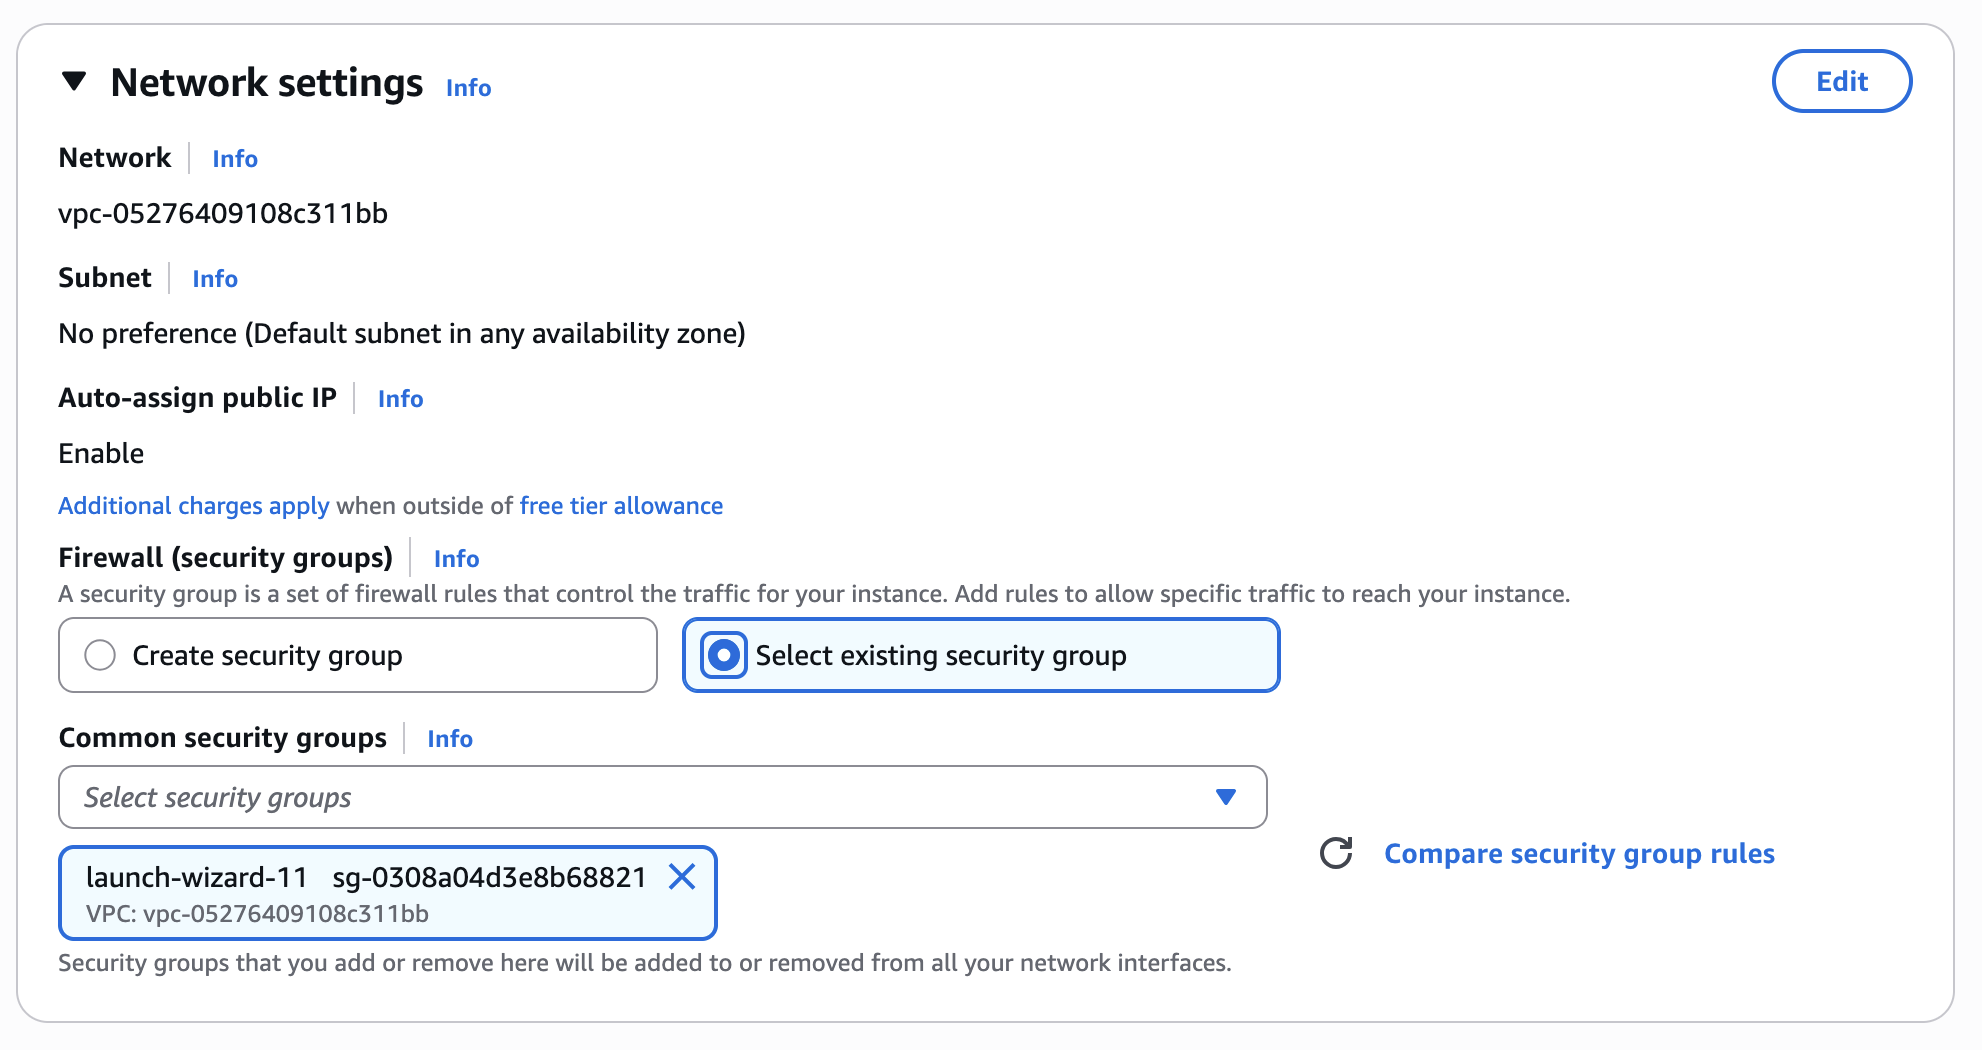 Network settings Info
Edit
Network Info
vpc-05276409108c311bb
Subnet Info
No preference (Default subnet in any availability zone)
Auto-assign public IP Info
Enable
Additional charges apply when outside of free tier allowance
Firewall (security groups) Info
A security group is a set of firewall rules that control the traffic for your instance. Add rules to allow specific traffic to reach your instance.
Create security group
Select existing security group
Common security groups Info
Select security groups
launch-wizard-11 sg-0308a04d3e8b68821
VPC: vpc-05276409108c311bb
Compare security group rules
Security groups that you add or remove here will be added to or removed from all your network interfaces.